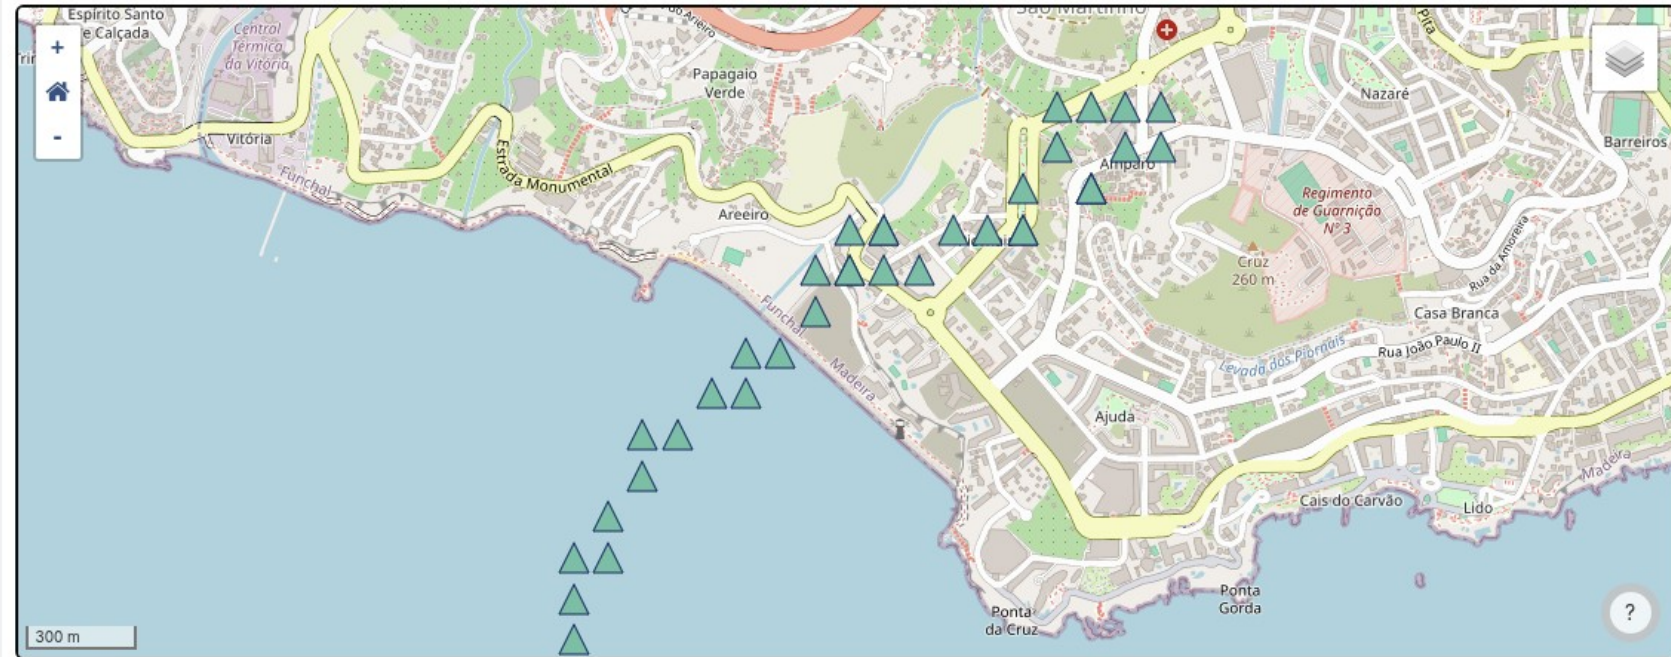 Espírito Santo
e Calçada
Central
Térmica
da Vitória
São Martinho
Pita
+
-
Papagaio
Verde
Nazaré
Vitória
Barreiros
Amparo
Funchal
Estrada Monumental
Regimento
de Guarnição
Nº 3
Areeiro
Rua da Amoreira
Cruz
260 m
Funchal
Casa Branca
Levada dos Piornais
Rua João Paulo II
Madeira
Ajuda
Madeira
Cais do Carvão
Lido
Ponta
Gorda
Ponta
da Cruz
300 m
?